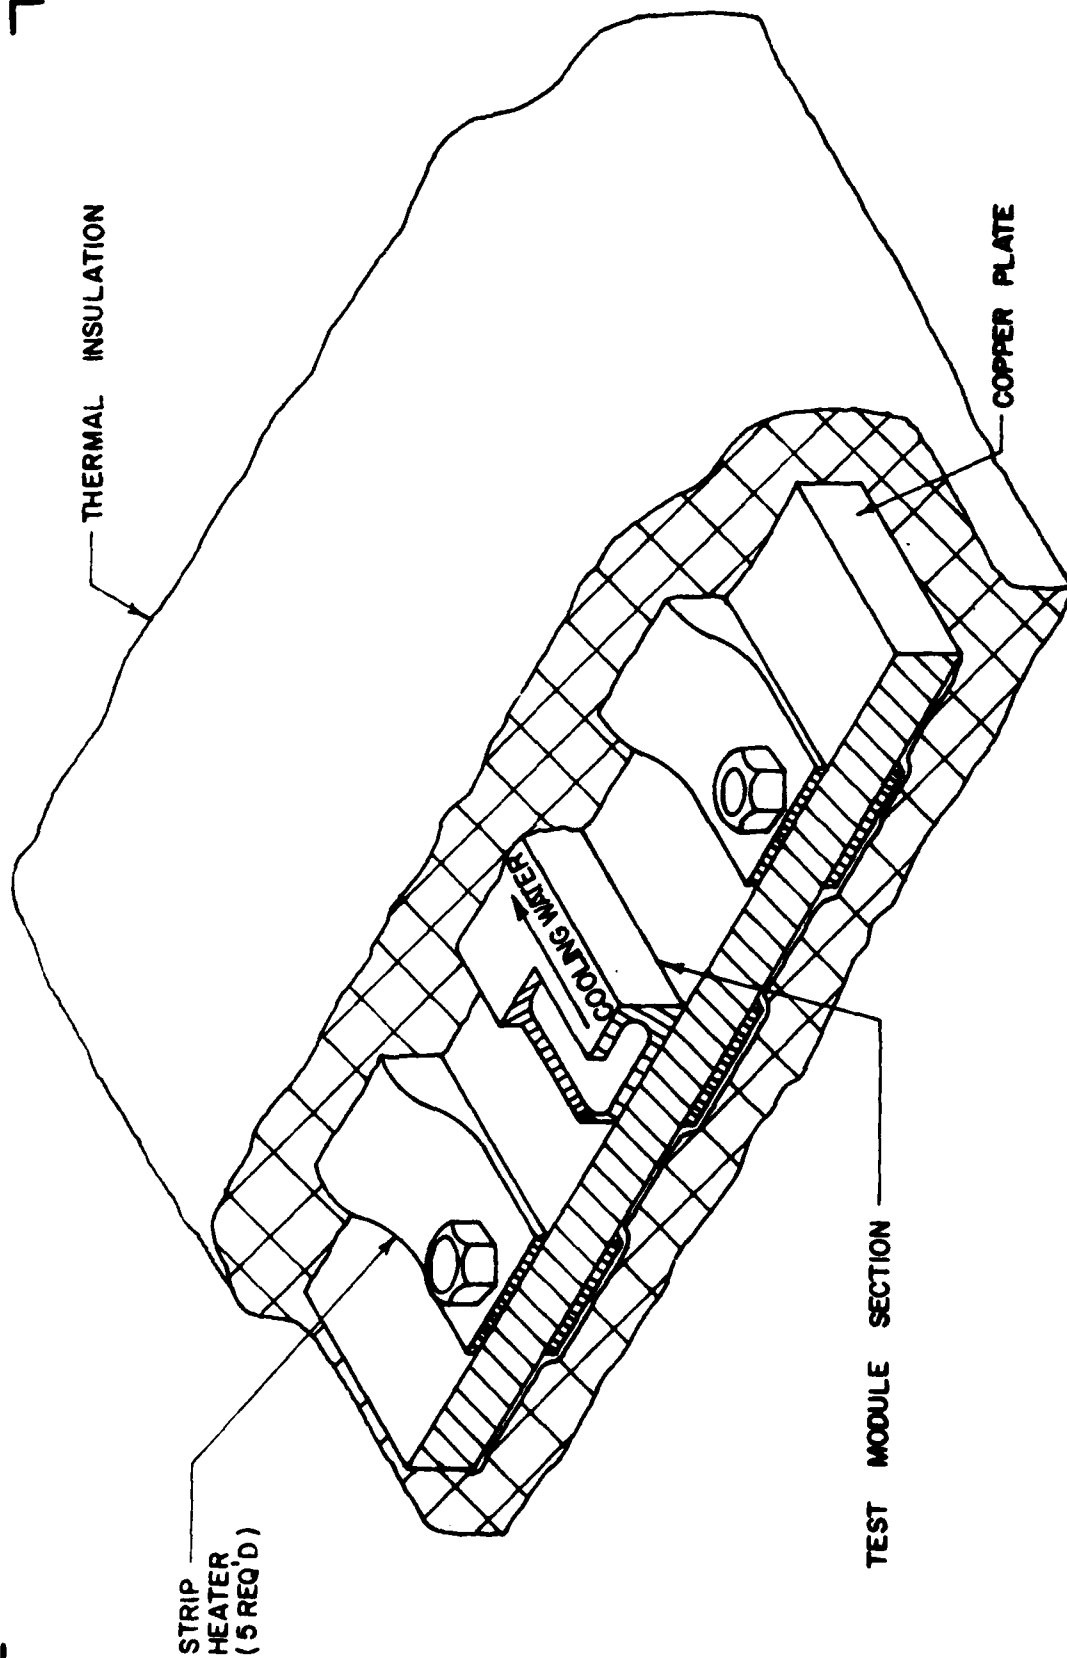 THERMAL INSULATION
STRIP
HEATER
(5 REQ'D)
COOLING WATER
COPPER PLATE
TEST MODULE SECTION